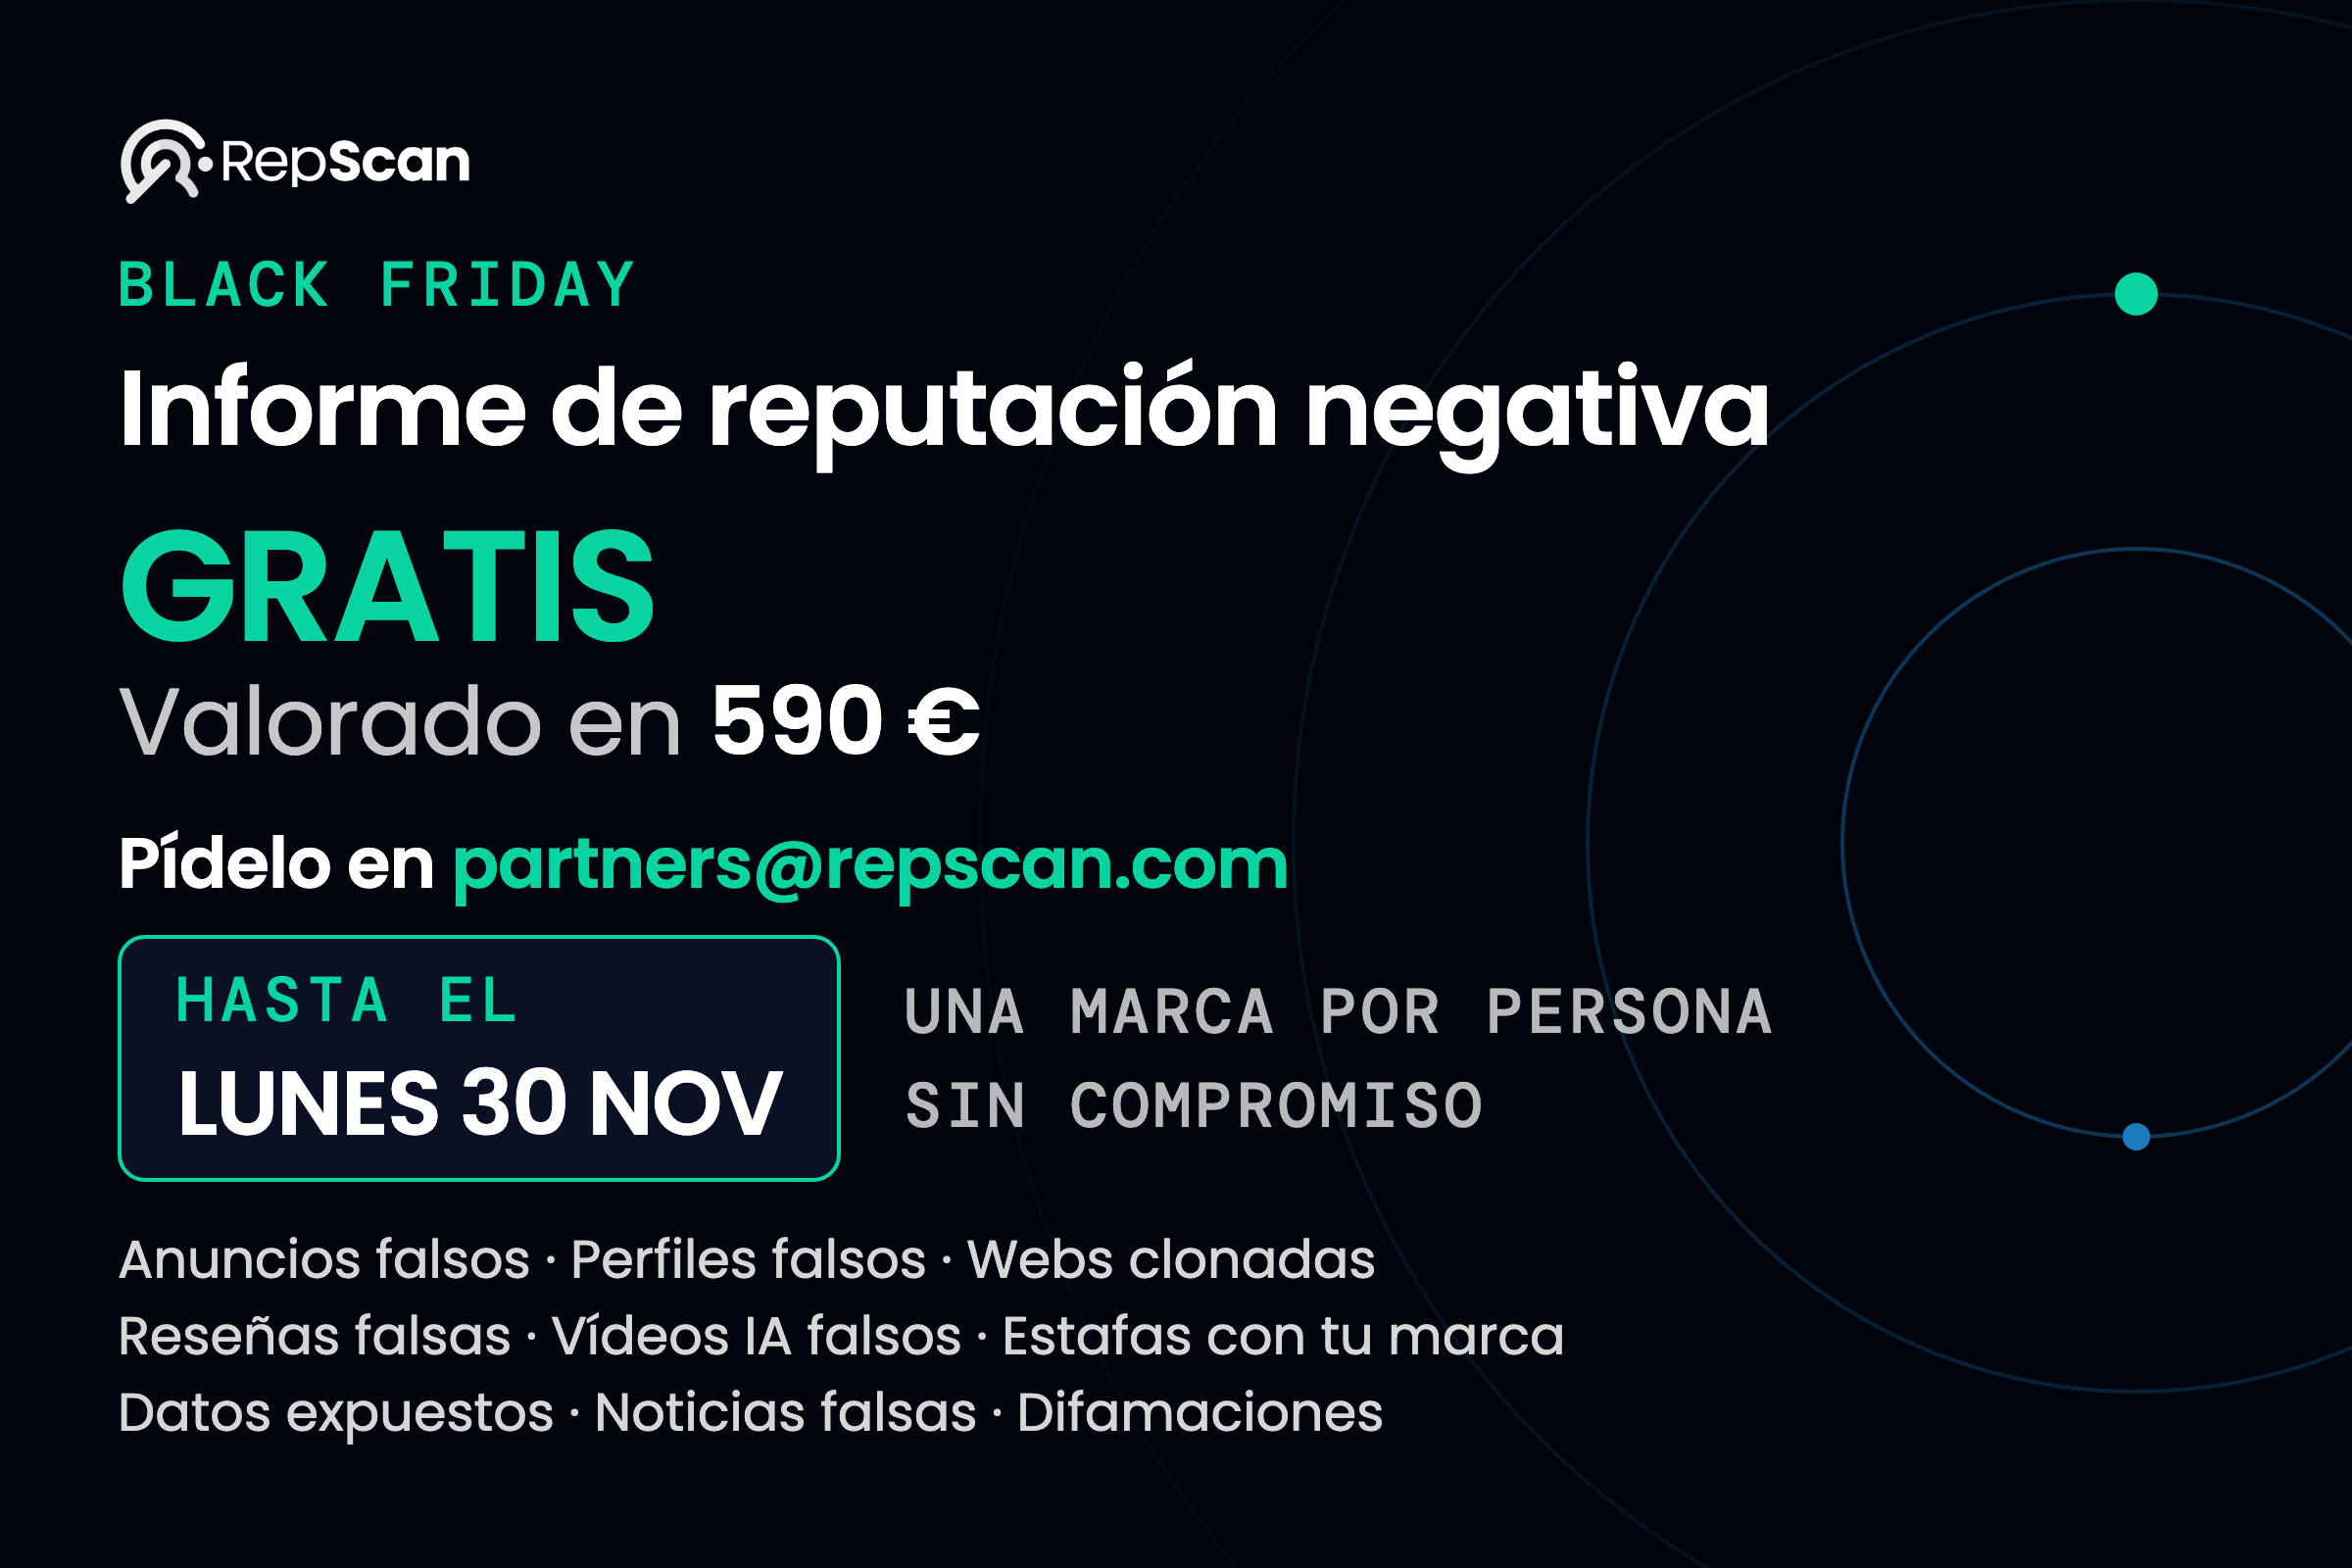 RepScan
BLACK FRIDAY
Informe de reputación negativa
GRATIS
Valorado en 590 €
Pídelo en partners@repscan.com
HASTA EL
LUNES 30 NOV
UNA MARCA POR PERSONA
SIN COMPROMISO
Anuncios falsos · Perfiles falsos · Webs clonadas
Reseñas falsas · Vídeos IA falsos · Estafas con tu marca
Datos expuestos · Noticias falsas · Difamaciones